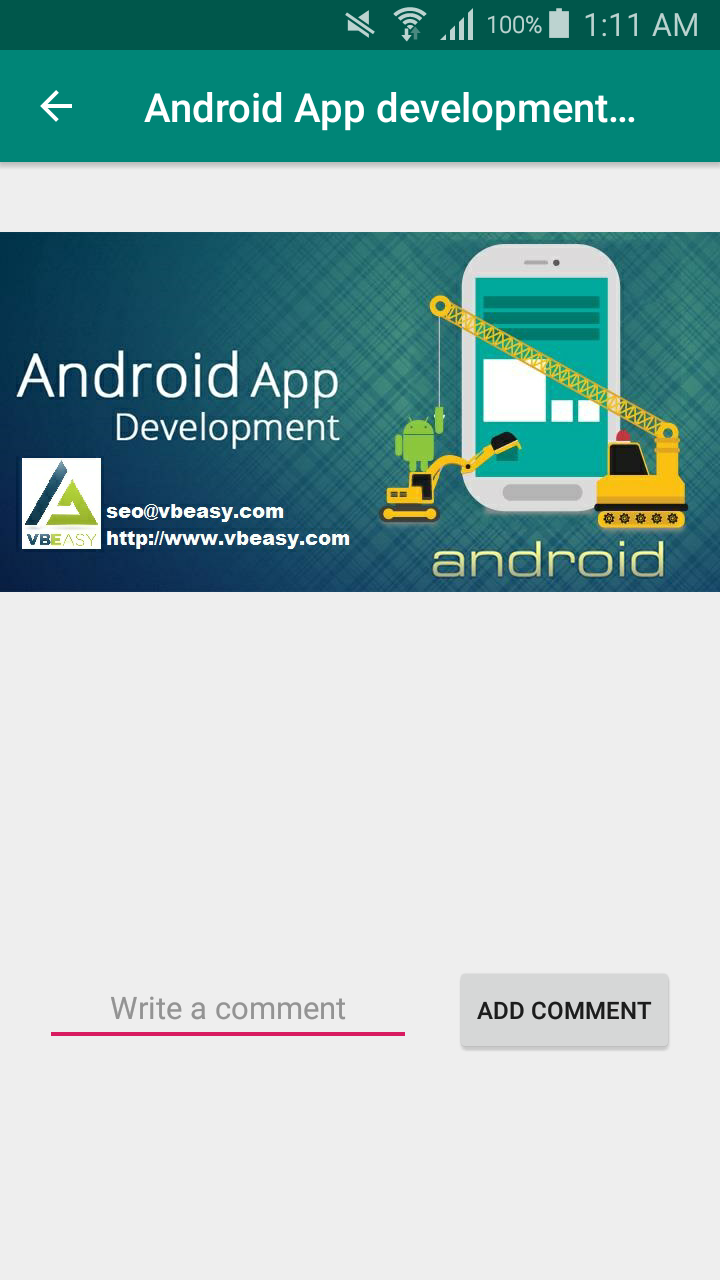 100% 1:11 AM
Android App development...
Android App
Development
VBEASY
seo@vbeasy.com
http://www.vbeasy.com
android
Write a comment
ADD COMMENT